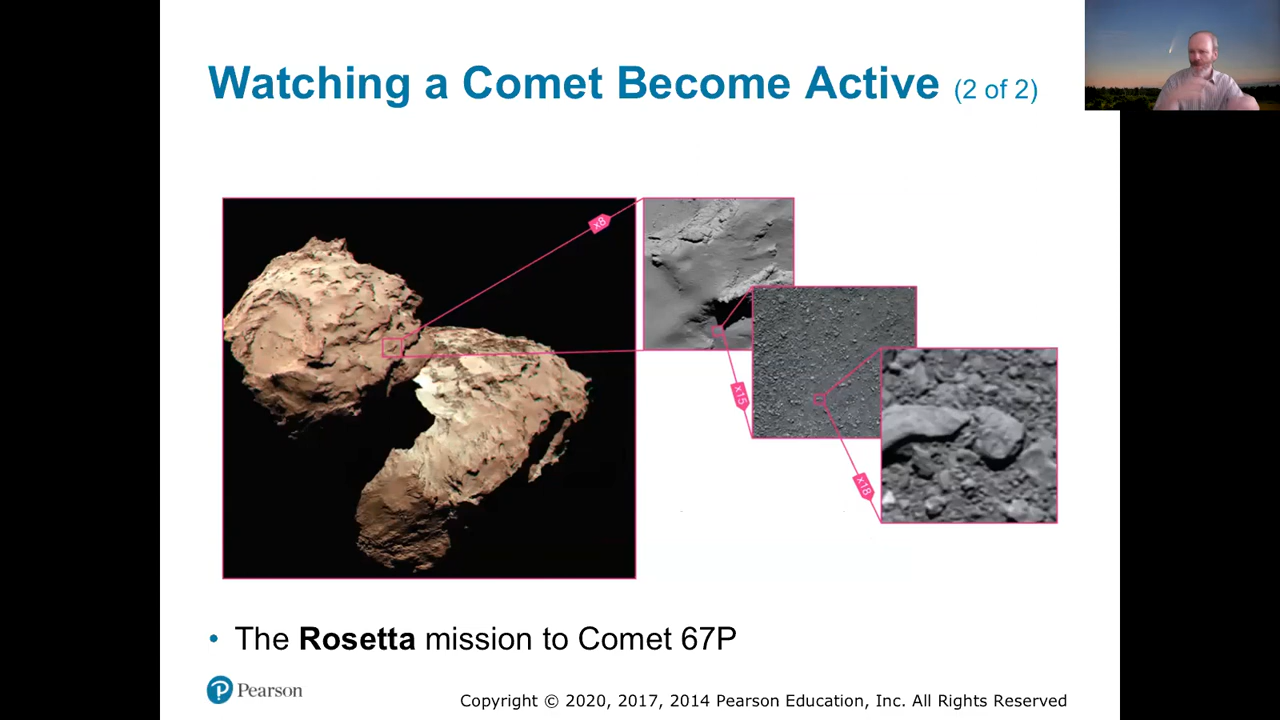 Watching a Comet Become Active (2 of 2)
x8
x15
x18
• The Rosetta mission to Comet 67P
Pearson
Copyright © 2020, 2017, 2014 Pearson Education, Inc. All Rights Reserved